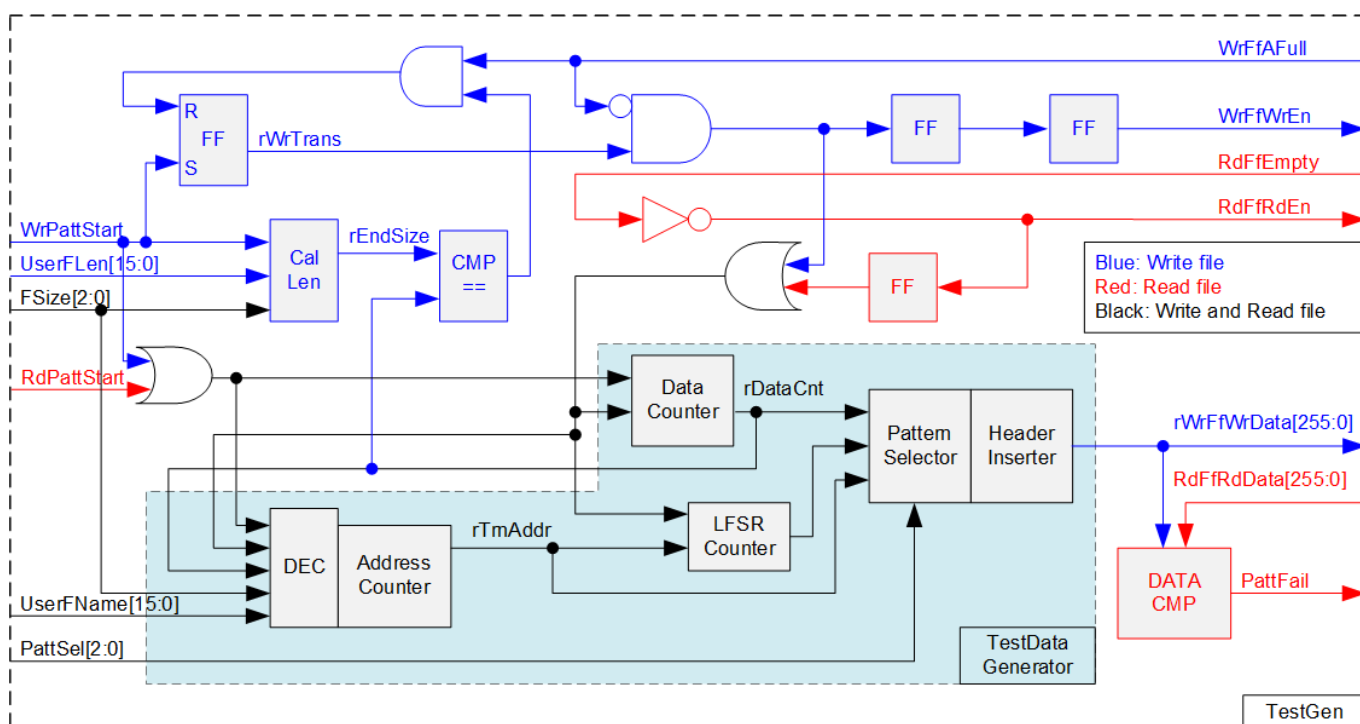 WrFfAFull
R
FF
S
rWrTrans
FF
FF
WrFfWrEn
RdFfEmpty
RdFfRdEn
WrPattStart
UserFLen[15:0]
FSize[2:0]
Cal
Len
rEndSize
CMP
==
FF
Blue: Write file
Red: Read file
Black: Write and Read file
RdPattStart
Data
Counter
rDataCnt
Pattern
Selector
Header
Inserter
rWrFfWrData[255:0]
RdFfRdData[255:0]
DEC
Address
Counter
rTrnAddr
LFSR
Counter
DATA
CMP
PattFail
UserFName[15:0]
PattSel[2:0]
TestData
Generator
TestGen